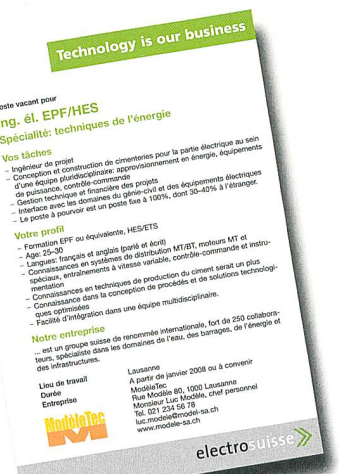 Technology is our business
oste vacant pour
ng. él. EPF/HES
Spécialité: techniques de l'énergie
Vos tâches
– Ingénieur de projet
– Conception et construction de cimenteries pour la partie électrique au sein
d'une équipe pluridisciplinaire: approvisionnement en énergie, équipements
de puissance, contrôle-commande
– Gestion technique et financière des projets
– Interface avec les domaines du génie-civil et des équipements électriques
– Le poste à pourvoir est un poste fixe à 100%, dont 30–40% à l'étranger.
Votre profil
– Formation EPF ou équivalente, HES/ETS
– Age: 25–30
– Langues: français et anglais (parlé et écrit)
– Connaissances en systèmes de distribution MT/BT, moteurs MT et
spéciaux, entraînements à vitesse variable, contrôle-commande et instru-
mentation
– Connaissances en techniques de production du ciment serait un plus
– Connaissance dans la conception de procédés et de solutions technologi-
ques optimisées
– Facilité d'intégration dans une équipe multidisciplinaire.
Notre entreprise
... est un groupe suisse de renommée internationale, fort de 250 collabora-
teurs, spécialiste dans les domaines de l'eau, des barrages, de l'énergie et
des infrastructures.
Lieu de travail Lausanne
Durée A partir de janvier 2008 ou à convenir
Entreprise ModèleTec
Rue Modèle 80, 1000 Lausanne
Monsieur Luc Modèle, chef personnel
Tel. 021 234 56 78
luc.modele@model-sa.ch
www.modele-sa.ch
ModèleTec
electrosuisse